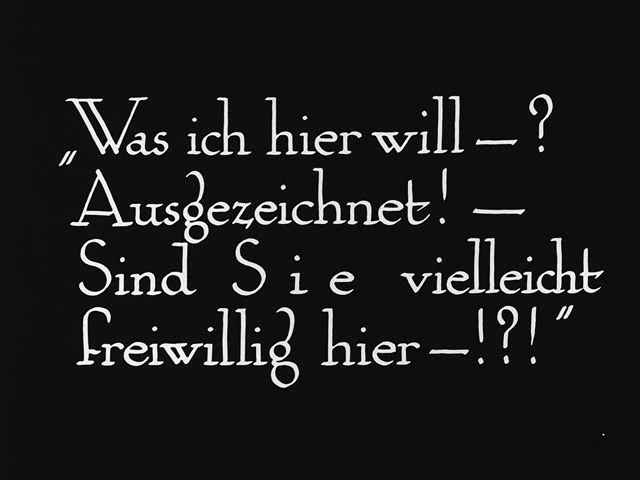 „Was ich hier will — ?
Ausgezeichnet! —
Sind S i e vielleicht
freiwillig hier —!?!"